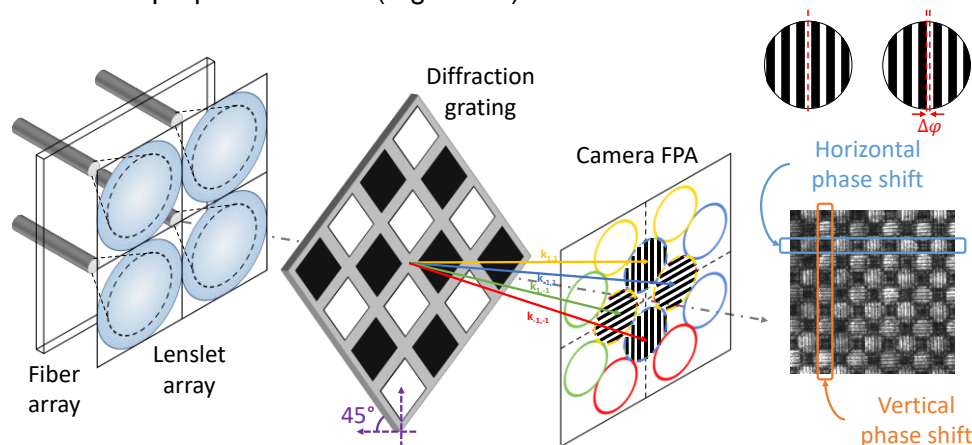 Diffraction
grating
Camera FPA
Δφ
Horizontal
phase shift
k₁,₁
k₋₁,₁
k₁,₋₁
k₋₁,₋₁
Fiber
array
Lenslet
array
45°
Vertical
phase shift